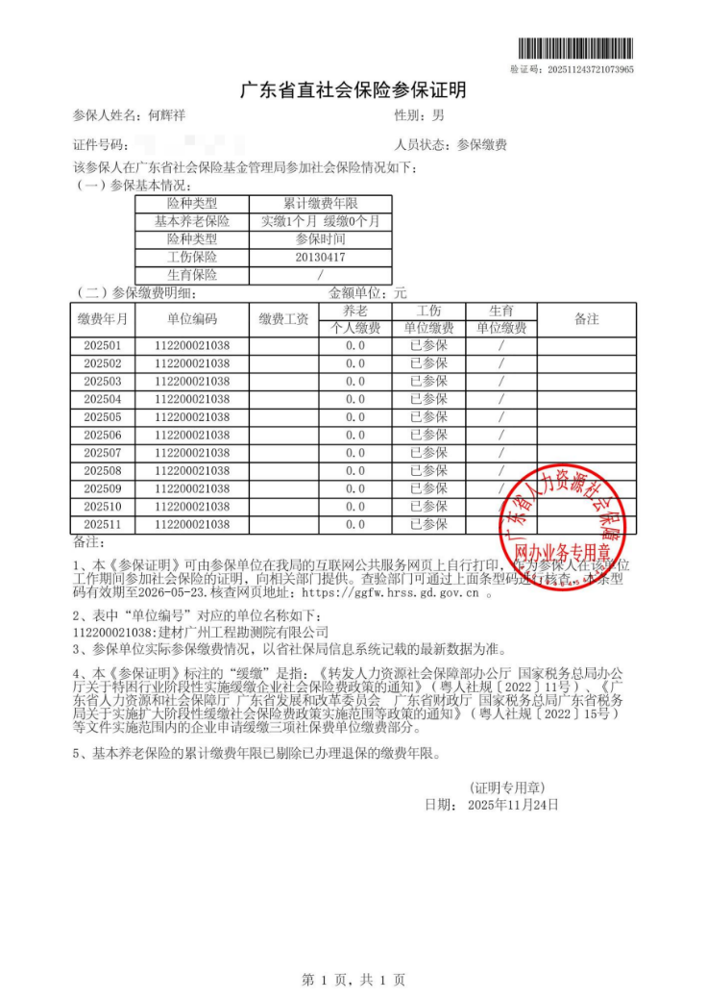 验证码：202511243721073965
广东省直社会保险参保证明
参保人姓名：何辉祥 性别：男
证件号码： 人员状态：参保缴费
该参保人在广东省社会保险基金管理局参加社会保险情况如下：
（一）参保基本情况：
险种类型 累计缴费年限
基本养老保险 实缴1个月 缓缴0个月
险种类型 参保时间
工伤保险 20130417
生育保险 /
（二）参保缴费明细： 金额单位：元
缴费年月 单位编码 缴费工资 养老 工伤 生育 备注
个人缴费 单位缴费 单位缴费
202501 112200021038 0.0 已参保 /
202502 112200021038 0.0 已参保 /
202503 112200021038 0.0 已参保 /
202504 112200021038 0.0 已参保 /
202505 112200021038 0.0 已参保 /
202506 112200021038 0.0 已参保 /
202507 112200021038 0.0 已参保 /
202508 112200021038 0.0 已参保 /
202509 112200021038 0.0 已参保 /
202510 112200021038 0.0 已参保
202511 112200021038 0.0 已参保
广东省人力资源社会保障
网办业务专用章
备注：
1、本《参保证明》可由参保单位在我局的互联网公共服务网页上自行打印，作为参保人在该单位
工作期间参加社会保险的证明，向相关部门提供。查验部门可通过上面条型码进行核查，本条型
码有效期至2026-05-23.核查网页地址：https://ggfw.hrss.gd.gov.cn 。
2、表中“单位编号”对应的单位名称如下：
112200021038:建材广州工程勘测院有限公司
3、参保单位实际参保缴费情况，以省社保局信息系统记载的最新数据为准。
4、本《参保证明》标注的“缓缴”是指：《转发人力资源社会保障部办公厅 国家税务总局办公
厅关于特困行业阶段性实施缓缴企业社会保险费政策的通知》（粤人社规〔2022〕11号）、《广
东省人力资源和社会保障厅 广东省发展和改革委员会 广东省财政厅 国家税务总局广东省税务
局关于实施扩大阶段性缓缴社会保险费政策实施范围等政策的通知》（粤人社规〔2022〕15号）
等文件实施范围内的企业申请缓缴三项社保费单位缴费部分。
5、基本养老保险的累计缴费年限已剔除已办理退保的缴费年限。
(证明专用章)
日期： 2025年11月24日
第 1 页, 共 1 页